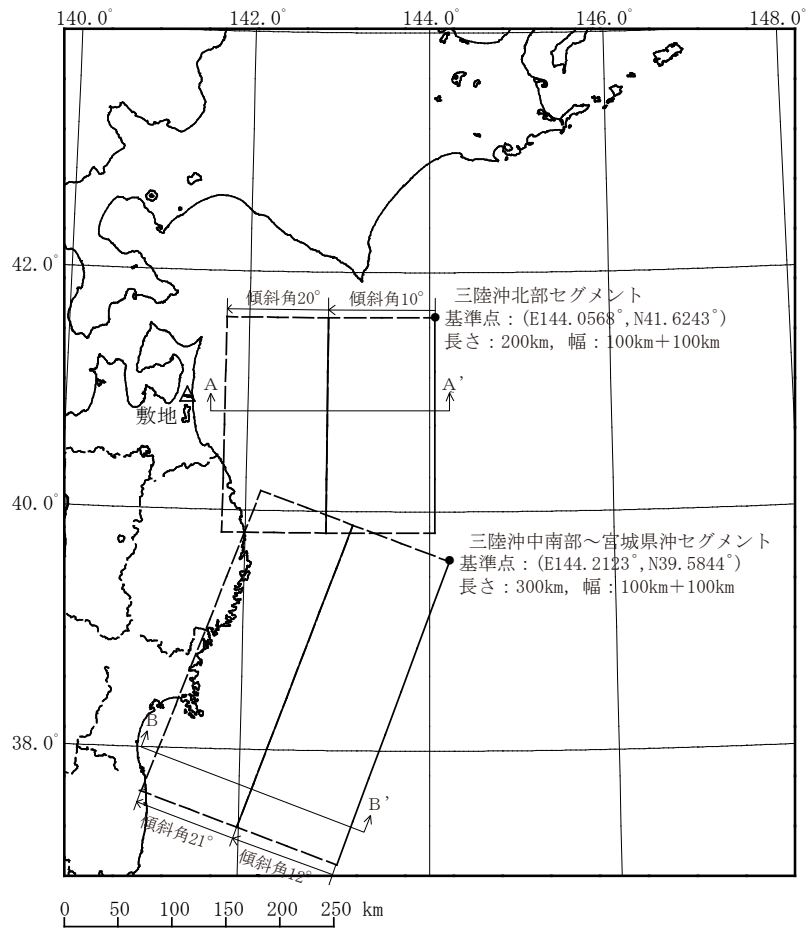 140.0°
142.0°
144.0°
146.0°
148.0°
42.0°
傾斜角20°
傾斜角10°
三陸沖北部セグメント
基準点：(E144.0568°,N41.6243°)
長さ：200km, 幅：100km＋100km
A
A’
敷地
40.0°
三陸沖中南部～宮城県沖セグメント
基準点：(E144.2123°,N39.5844°)
長さ：300km, 幅：100km＋100km
B
38.0°
B’
傾斜角21°
傾斜角12°
0 50 100 150 200 250 km